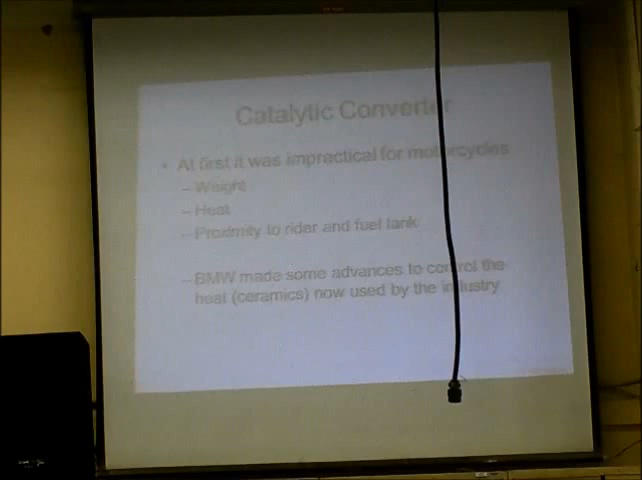 Catalytic Converter
• At first it was impractical for motorcycles
– Weight
– Heat
– Proximity to rider and fuel tank
– BMW made some advances to control the
heat (ceramics) now used by the industry